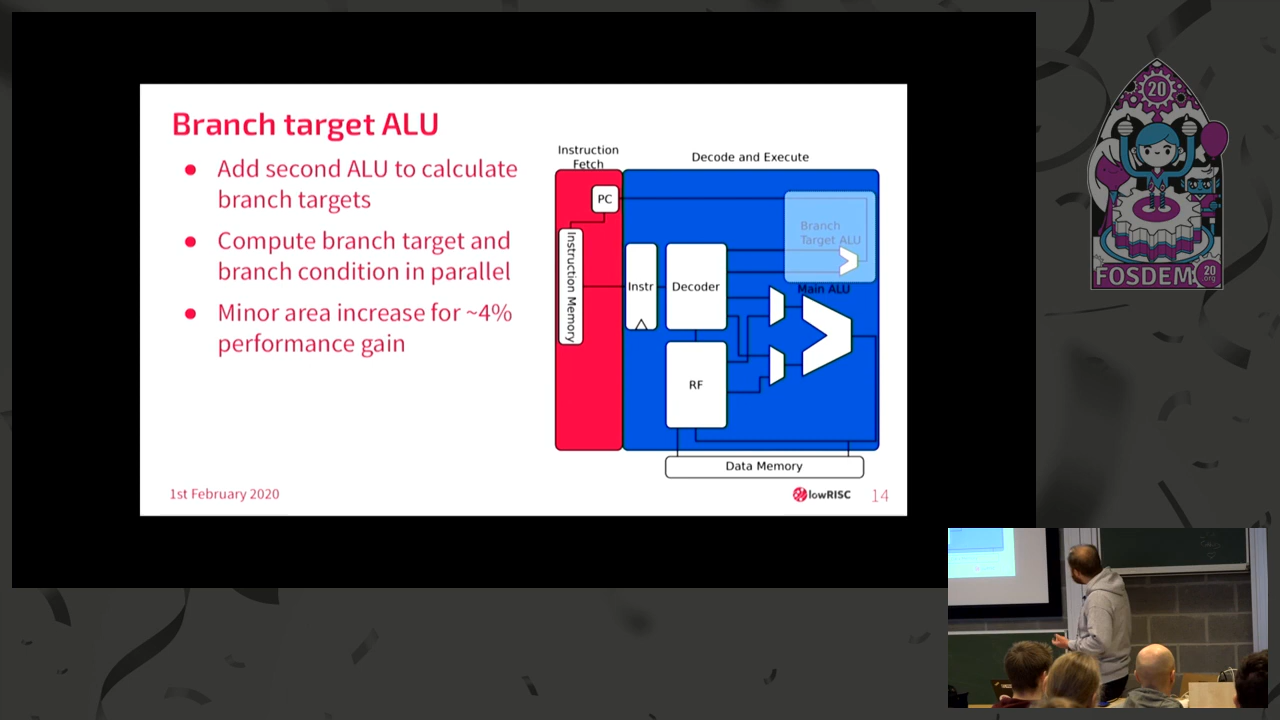 Branch target ALU
● Add second ALU to calculate
branch targets
● Compute branch target and
branch condition in parallel
● Minor area increase for ~4%
performance gain
Instruction
Fetch
Decode and Execute
PC
Instruction Memory
Instr
Decoder
Branch
Target ALU
Main ALU
RF
Data Memory
1st February 2020
lowRISC
14
20
FOSDEM
20
.org